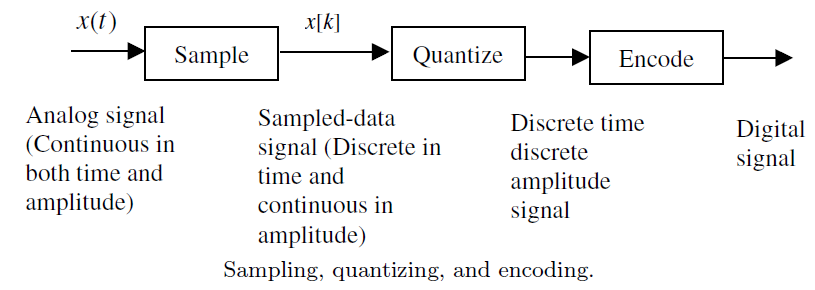 x(t)
x[k]
Sample
Quantize
Encode
Analog signal
(Continuous in
both time and
amplitude)
Sampled-data
signal (Discrete in
time and
continuous in
amplitude)
Discrete time
discrete
amplitude
signal
Digital
signal
Sampling, quantizing, and encoding.